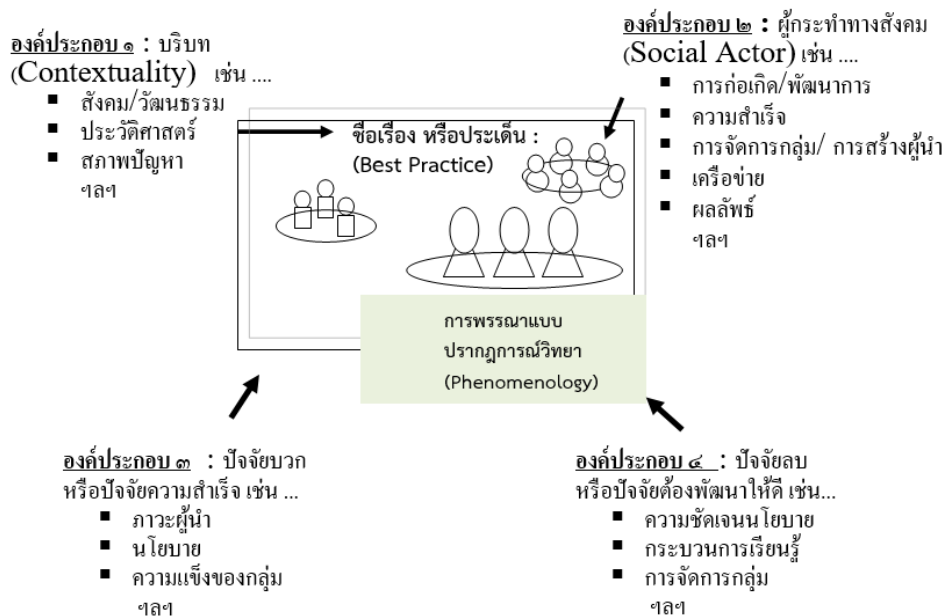 องค์ประกอบ ๑ : บริบท
(Contextuality) เช่น ....
▪ สังคม/วัฒนธรรม
▪ ประวัติศาสตร์
▪ สภาพปัญหา
ฯลฯ
องค์ประกอบ ๒ : ผู้กระทำทางสังคม
(Social Actor) เช่น ....
▪ การก่อเกิด/พัฒนาการ
▪ ความสำเร็จ
▪ การจัดการกลุ่ม/ การสร้างผู้นำ
▪ เครือข่าย
▪ ผลลัพธ์
ฯลฯ
ชื่อเรื่อง หรือประเด็น :
(Best Practice)
การพรรณาแบบ
ปรากฏการณ์วิทยา
(Phenomenology)
องค์ประกอบ ๓ : ปัจจัยบวก
หรือปัจจัยความสำเร็จ เช่น ...
▪ ภาวะผู้นำ
▪ นโยบาย
▪ ความแข็งของกลุ่ม
ฯลฯ
องค์ประกอบ ๔ : ปัจจัยลบ
หรือปัจจัยต้องพัฒนาให้ดี เช่น...
▪ ความชัดเจนนโยบาย
▪ กระบวนการเรียนรู้
▪ การจัดการกลุ่ม
ฯลฯ